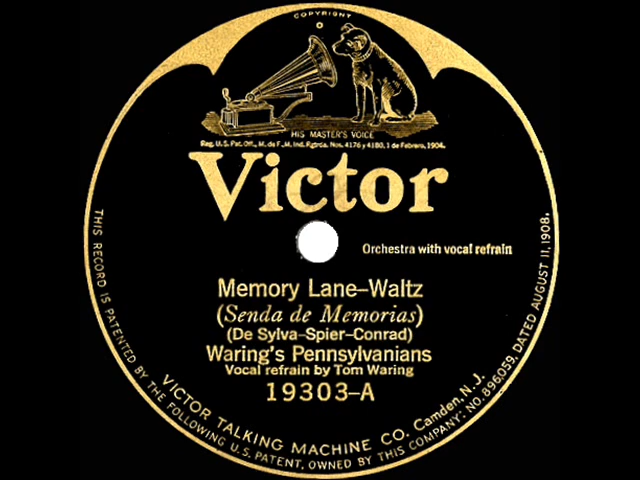 COPYRIGHT
HIS MASTER'S VOICE
Reg. U.S. Pat. Off., M. de F., M. Ind. Rgtrda. Nos. 4176 y 4180, 1 de Febrero, 1904.
Victor
Orchestra with vocal refrain
Memory Lane–Waltz
(Senda de Memorias)
(De Sylva–Spier–Conrad)
Waring's Pennsylvanians
Vocal refrain by Tom Waring
19303–A
VICTOR TALKING MACHINE CO. Camden, N.J.
THIS RECORD IS PATENTED BY THE FOLLOWING U.S. PATENT, OWNED BY THIS COMPANY: NO. 896,059, DATED AUGUST 11, 1908.